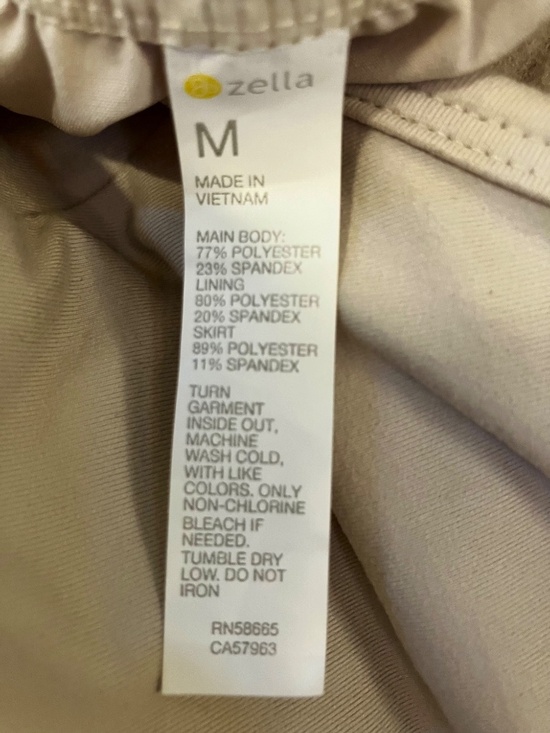 zella
M
MADE IN
VIETNAM
MAIN BODY:
77% POLYESTER
23% SPANDEX
LINING
80% POLYESTER
20% SPANDEX
SKIRT
89% POLYESTER
11% SPANDEX
TURN
GARMENT
INSIDE OUT,
MACHINE
WASH COLD,
WITH LIKE
COLORS. ONLY
NON-CHLORINE
BLEACH IF
NEEDED.
TUMBLE DRY
LOW. DO NOT
IRON
RN58665
CA57963